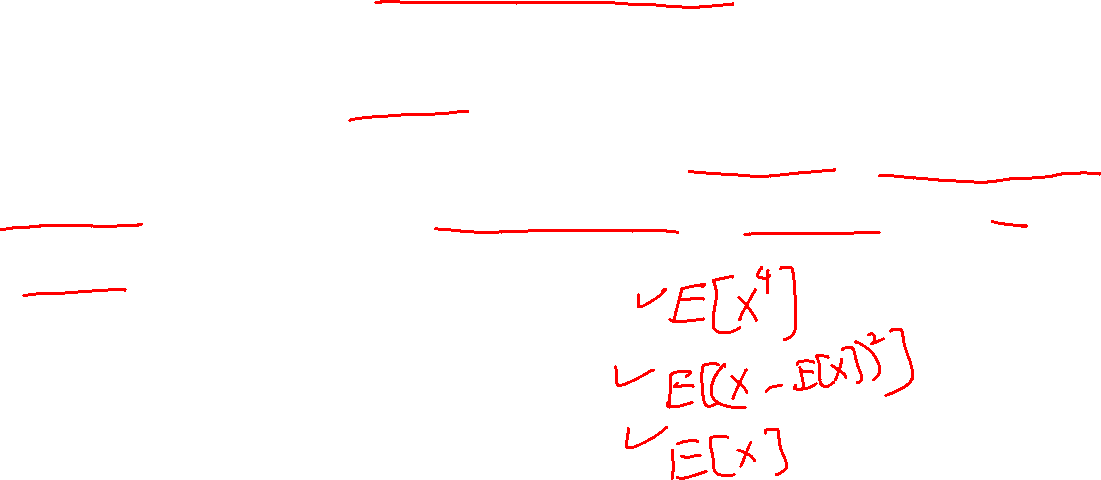 ✓ E[X⁴]
✓ E[(X - E[X])²]
✓ E[X]